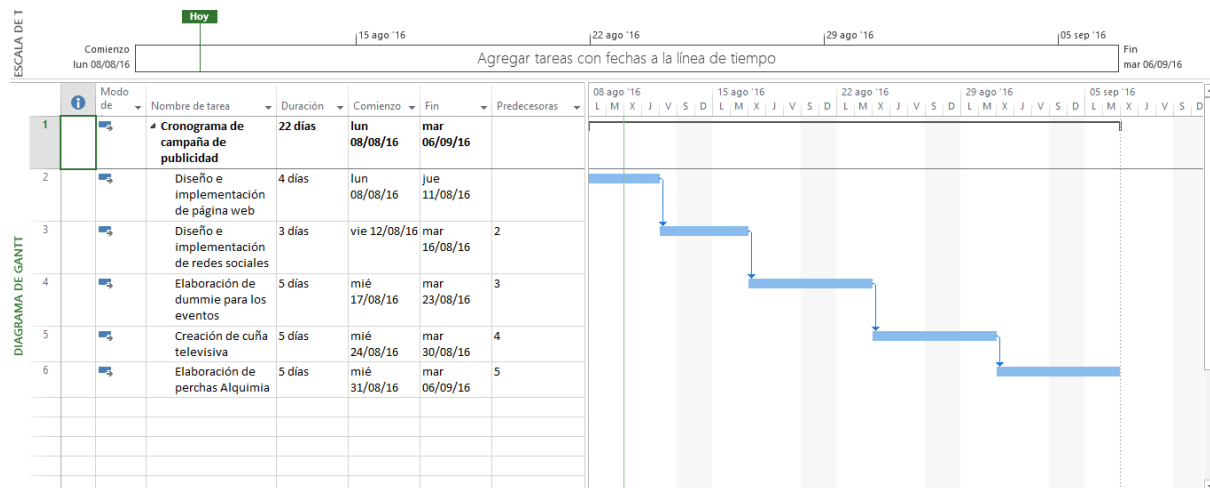 ESCALA DE T
Hoy
15 ago '16
22 ago '16
29 ago '16
05 sep '16
Comienzo
lun 08/08/16
Agregar tareas con fechas a la línea de tiempo
Fin
mar 06/09/16
DIAGRAMA DE GANTT
Modo
de
Nombre de tarea
Duración
Comienzo
Fin
Predecesoras
08 ago '16
15 ago '16
22 ago '16
29 ago '16
05 sep '16
L M X J V S D L M X J V S D L M X J V S D L M X J V S D L M X J V S D
1
Cronograma de
campaña de
publicidad
22 días
lun
08/08/16
mar
06/09/16
2
Diseño e
implementación
de página web
4 días
lun
08/08/16
jue
11/08/16
3
Diseño e
implementación
de redes sociales
3 días
vie 12/08/16
mar
16/08/16
2
4
Elaboración de
dummie para los
eventos
5 días
mié
17/08/16
mar
23/08/16
3
5
Creación de cuña
televisiva
5 días
mié
24/08/16
mar
30/08/16
4
6
Elaboración de
perchas Alquimia
5 días
mié
31/08/16
mar
06/09/16
5